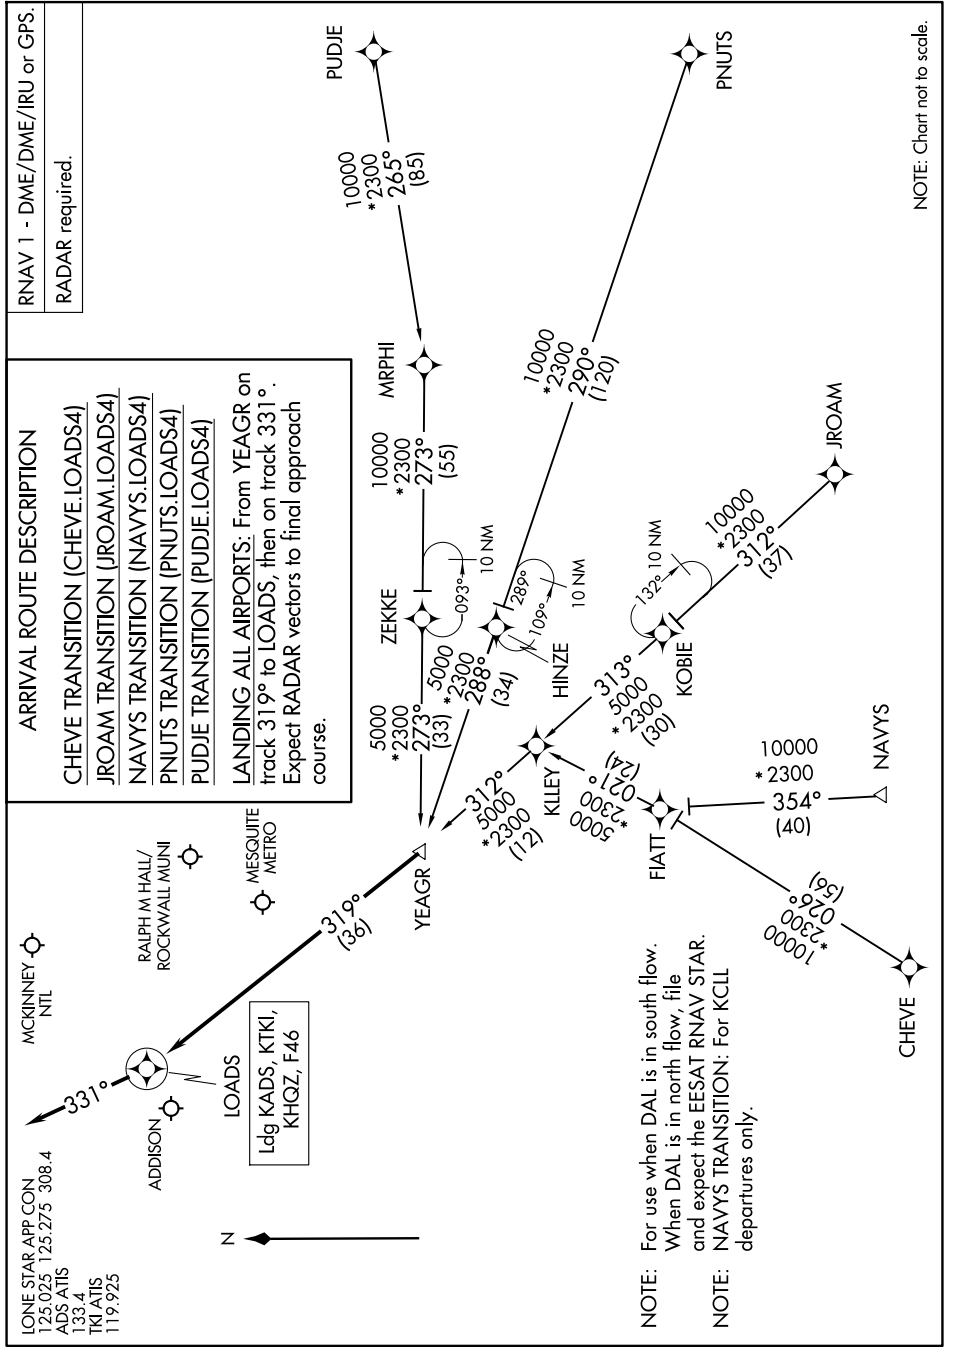 LONE STAR APP CON
125.025 125.275 308.4
ADS ATIS
133.4
TKI ATIS
119.925
MCKINNEY
NTL
RALPH M HALL/
ROCKWALL MUNI
MESQUITE
METRO
ADDISON
331°
LOADS
Ldg KADS, KTKI,
KHQZ, F46
319°
(36)
YEAGR
N
ARRIVAL ROUTE DESCRIPTION
CHEVE TRANSITION (CHEVE.LOADS4)
JROAM TRANSITION (JROAM.LOADS4)
NAVYS TRANSITION (NAVYS.LOADS4)
PNUTS TRANSITION (PNUTS.LOADS4)
PUDJE TRANSITION (PUDJE.LOADS4)
LANDING ALL AIRPORTS: From YEAGR on
track 319° to LOADS, then on track 331°.
Expect RADAR vectors to final approach
course.
RNAV 1 - DME/DME/IRU or GPS.
RADAR required.
PUDJE
10000
*2300
265°
(85)
MRPHI
10000
*2300
273°
(55)
ZEKKE
093°
10 NM
5000
*2300
273°
(33)
PNUTS
10000
*2300
290°
(120)
HINZE
289°
109°
10 NM
5000
*2300
288°
(34)
JROAM
10000
*2300
312°
(37)
KOBIE
132°
10 NM
313°
5000
*2300
(30)
KLLEY
312°
5000
*2300
(12)
(24)
021°
*2300
5000
FIATT
NAVYS
10000
*2300
354°
(40)
CHEVE
(56)
026°
*2300
10000
NOTE: For use when DAL is in south flow.
When DAL is in north flow, file
and expect the EESAT RNAV STAR.
NOTE: NAVYS TRANSITION: For KCLL
departures only.
NOTE: Chart not to scale.